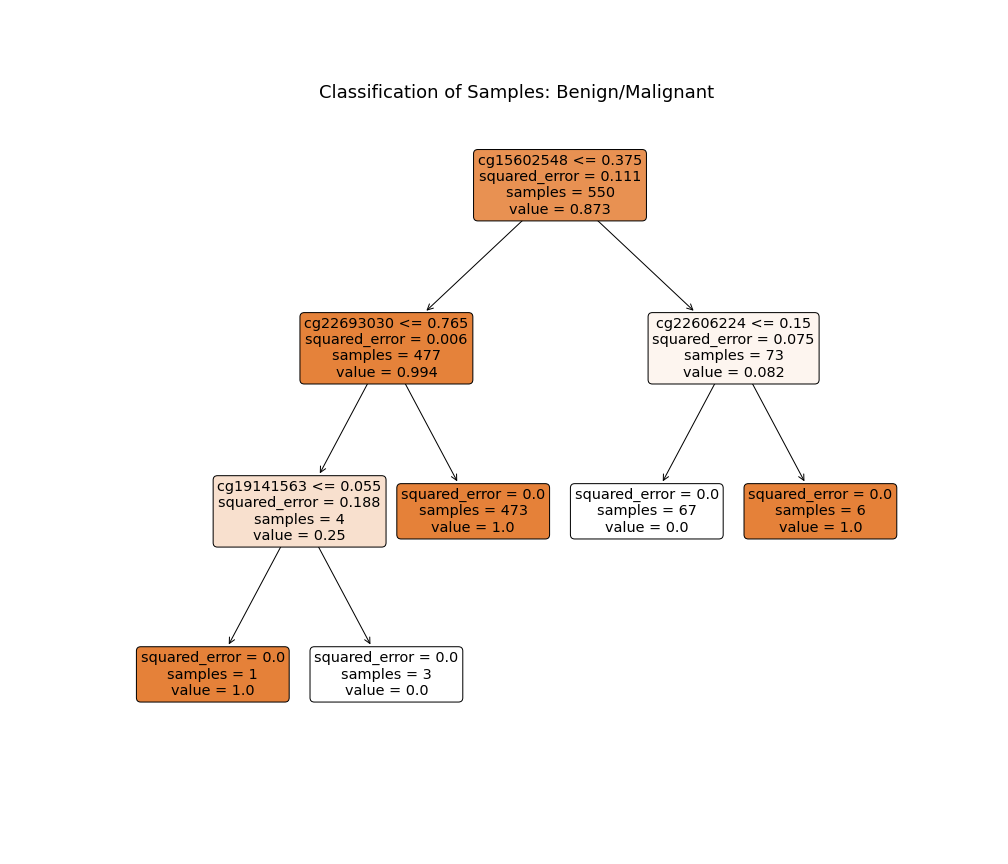 Classification of Samples: Benign/Malignant
cg15602548 <= 0.375
squared_error = 0.111
samples = 550
value = 0.873
cg22693030 <= 0.765
squared_error = 0.006
samples = 477
value = 0.994
cg22606224 <= 0.15
squared_error = 0.075
samples = 73
value = 0.082
cg19141563 <= 0.055
squared_error = 0.188
samples = 4
value = 0.25
squared_error = 0.0
samples = 473
value = 1.0
squared_error = 0.0
samples = 67
value = 0.0
squared_error = 0.0
samples = 6
value = 1.0
squared_error = 0.0
samples = 1
value = 1.0
squared_error = 0.0
samples = 3
value = 0.0